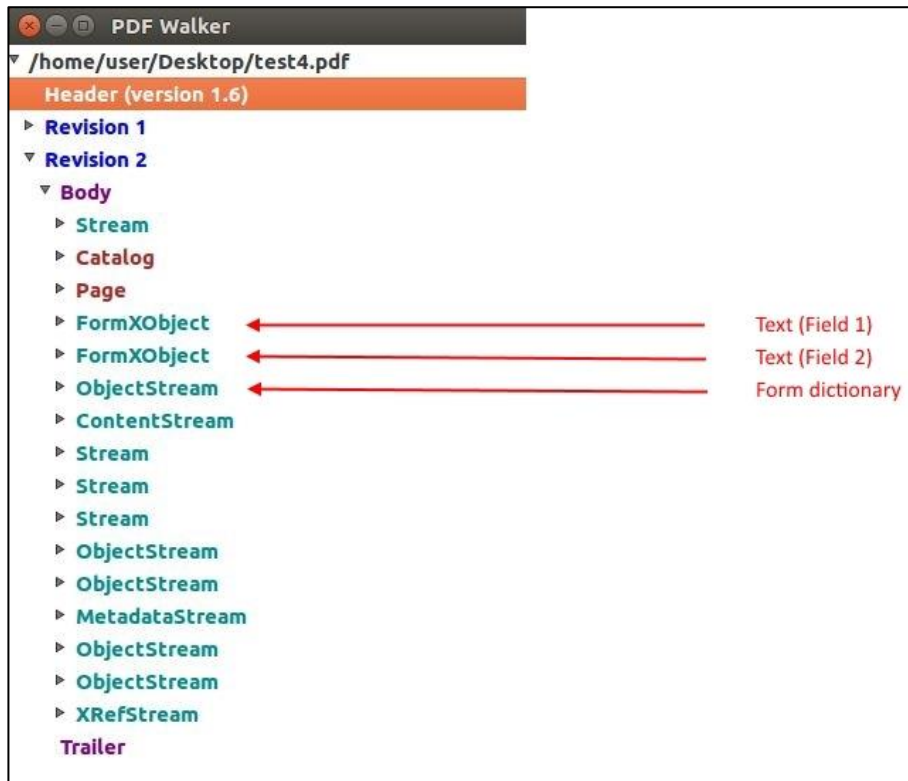 PDF Walker
/home/user/Desktop/test4.pdf
Header (version 1.6)
Revision 1
Revision 2
Body
Stream
Catalog
Page
FormXObject Text (Field 1)
FormXObject Text (Field 2)
ObjectStream Form dictionary
ContentStream
Stream
Stream
Stream
ObjectStream
ObjectStream
MetadataStream
ObjectStream
ObjectStream
XRefStream
Trailer